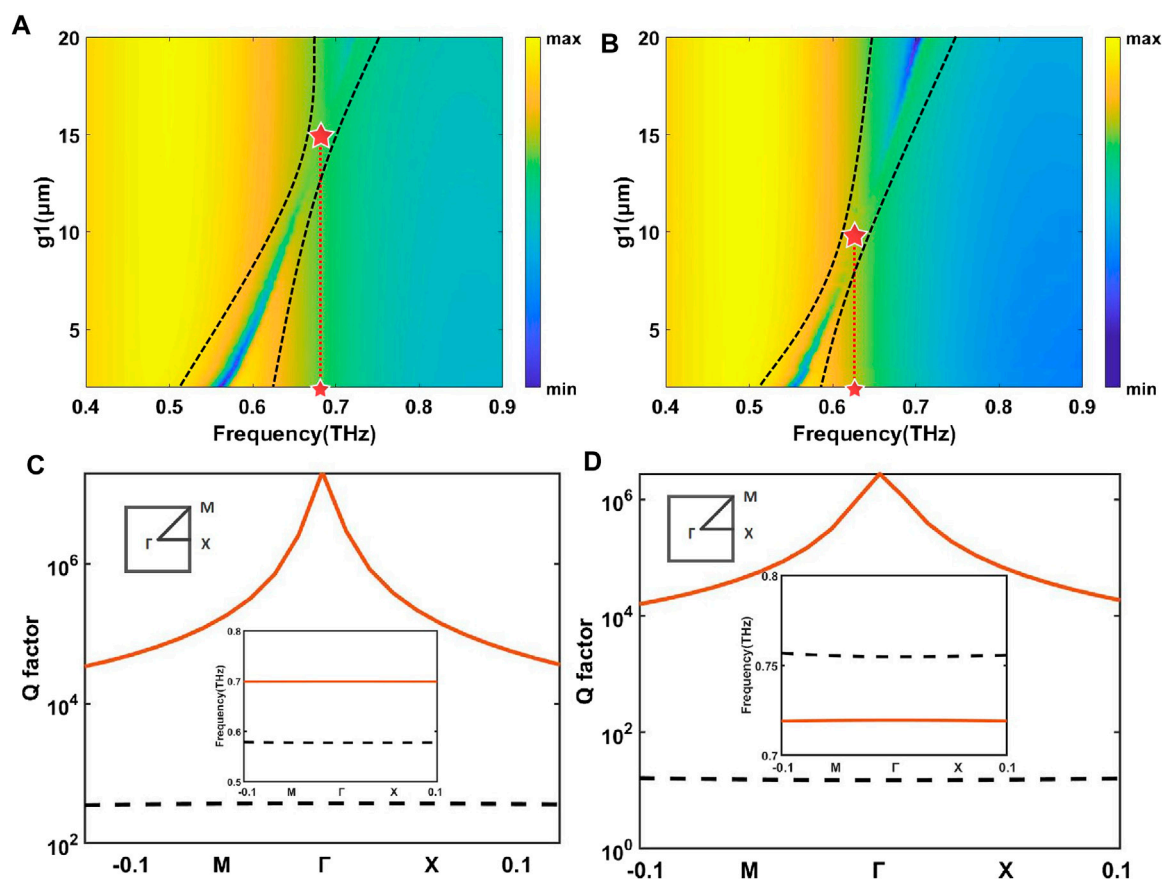 A
B
20
15
10
5
g1(μm)
0.4 0.5 0.6 0.7 0.8 0.9
Frequency(THz)
max
min
20
15
10
5
g1(μm)
0.4 0.5 0.6 0.7 0.8 0.9
Frequency(THz)
max
min
C
D
M
Γ X
Q factor
10^6
10^4
10^2
-0.1 M Γ X 0.1
Frequency(THz)
0.8
0.7
0.6
0.5
-0.1 M Γ X 0.1
M
Γ X
Q factor
10^6
10^4
10^2
10^0
-0.1 M Γ X 0.1
Frequency(THz)
0.8
0.75
0.7
-0.1 M Γ X 0.1